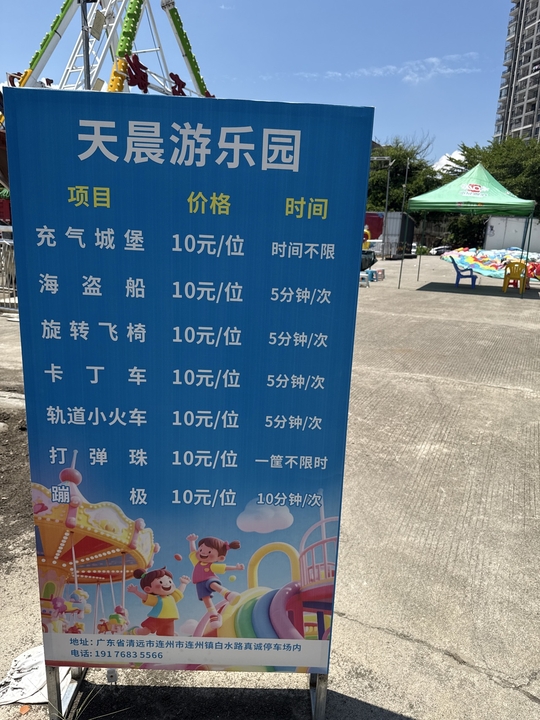 天晨游乐园
项目 价格 时间
充气城堡 10元/位 时间不限
海盗船 10元/位 5分钟/次
旋转飞椅 10元/位 5分钟/次
卡丁车 10元/位 5分钟/次
轨道小火车 10元/位 5分钟/次
打弹珠 10元/位 一筐不限时
蹦极 10元/位 10分钟/次
地址：广东省清远市连州市连州镇白水路真诚停车场内
电话：191 7683 5566